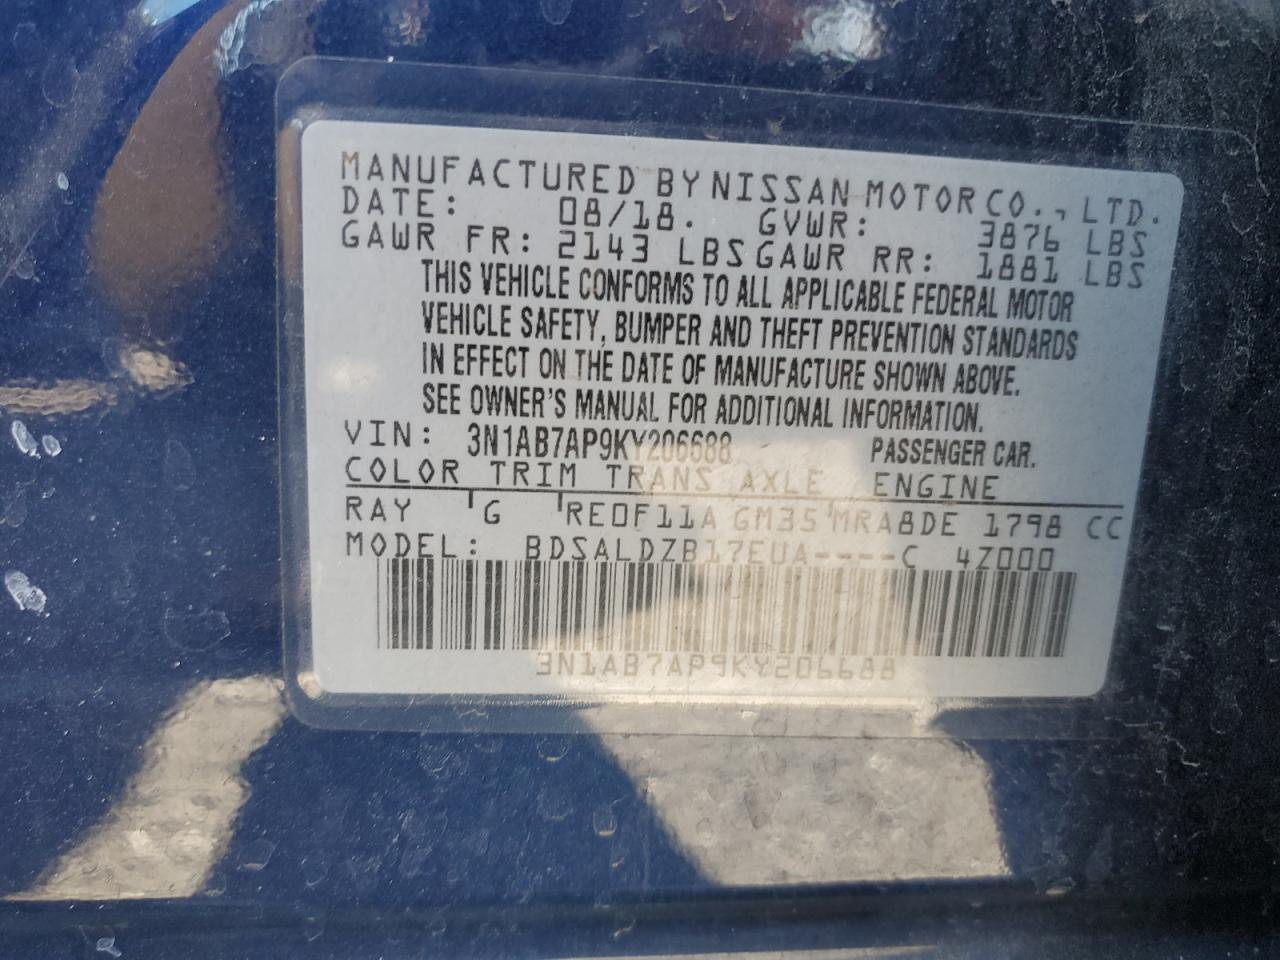 MANUFACTURED BY NISSAN MOTOR CO., LTD.
DATE: 08/18. GVWR: 3876 LBS
GAWR FR: 2143 LBS GAWR RR: 1881 LBS
THIS VEHICLE CONFORMS TO ALL APPLICABLE FEDERAL MOTOR
VEHICLE SAFETY, BUMPER AND THEFT PREVENTION STANDARDS
IN EFFECT ON THE DATE OF MANUFACTURE SHOWN ABOVE.
SEE OWNER'S MANUAL FOR ADDITIONAL INFORMATION.
VIN: 3N1AB7AP9KY206688 PASSENGER CAR.
COLOR TRIM TRANS AXLE ENGINE
RAY G RE0F11A GM35 MRA8DE 1798 CC
MODEL: BDSALDZB17EUA----C 4Z000
3N1AB7AP9KY206688